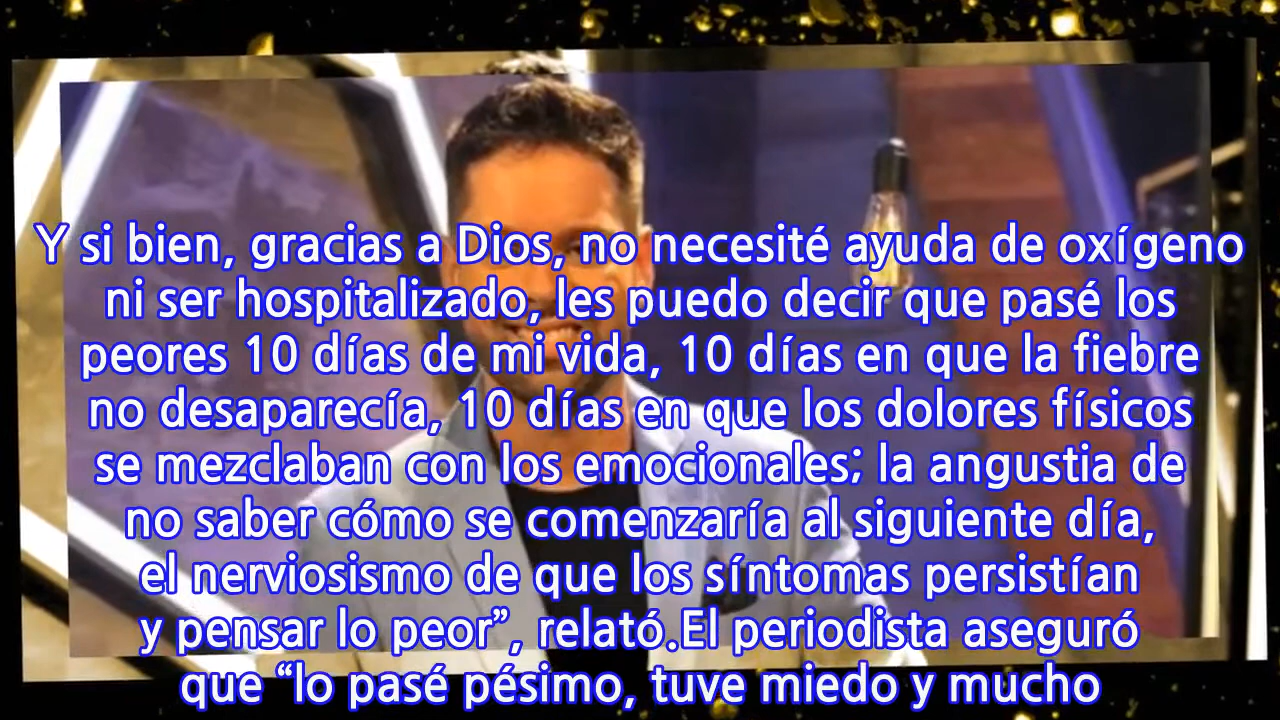 Y si bien, gracias a Dios, no necesité ayuda de oxígeno
ni ser hospitalizado, les puedo decir que pasé los
peores 10 días de mi vida, 10 días en que la fiebre
no desaparecía, 10 días en que los dolores físicos
se mezclaban con los emocionales; la angustia de
no saber cómo se comenzaría al siguiente día,
el nerviosismo de que los síntomas persistían
y pensar lo peor”, relató.El periodista aseguró
que “lo pasé pésimo, tuve miedo y mucho